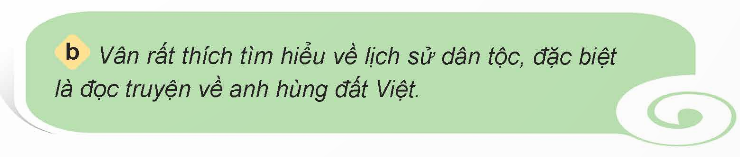 b Vân rất thích tìm hiểu về lịch sử dân tộc, đặc biệt
là đọc truyện về anh hùng đất Việt.